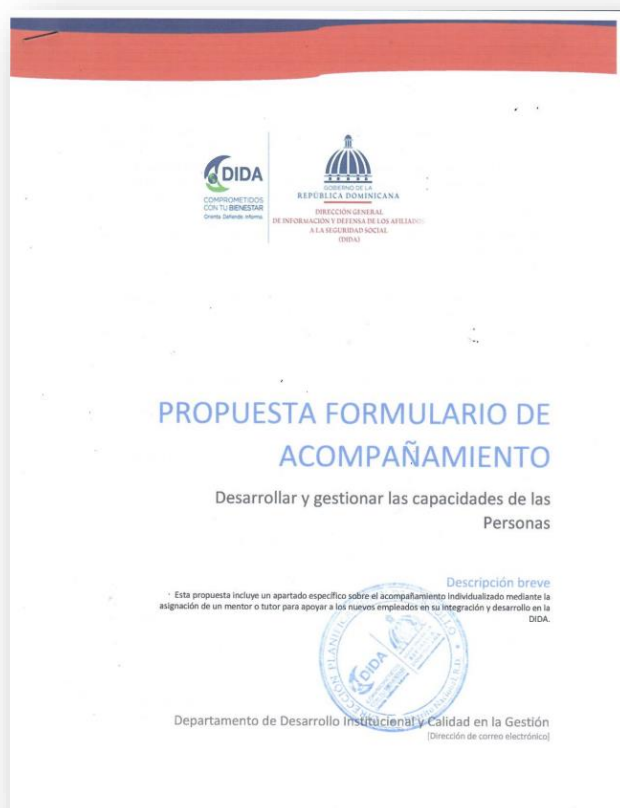 DIDA
COMPROMETIDOS
CON TU BIENESTAR
Orienta. Defiende. Informa.
GOBIERNO DE LA
REPÚBLICA DOMINICANA
DIRECCIÓN GENERAL
DE INFORMACIÓN Y DEFENSA DE LOS AFILIADOS
A LA SEGURIDAD SOCIAL
(DIDA)
PROPUESTA FORMULARIO DE
ACOMPAÑAMIENTO
Desarrollar y gestionar las capacidades de las
Personas
Descripción breve
Esta propuesta incluye un apartado específico sobre el acompañamiento individualizado mediante la
asignación de un mentor o tutor para apoyar a los nuevos empleados en su integración y desarrollo en la
DIDA.
DIDA
Departamento de Desarrollo Institucional y Calidad en la Gestión
[Dirección de correo electrónico]